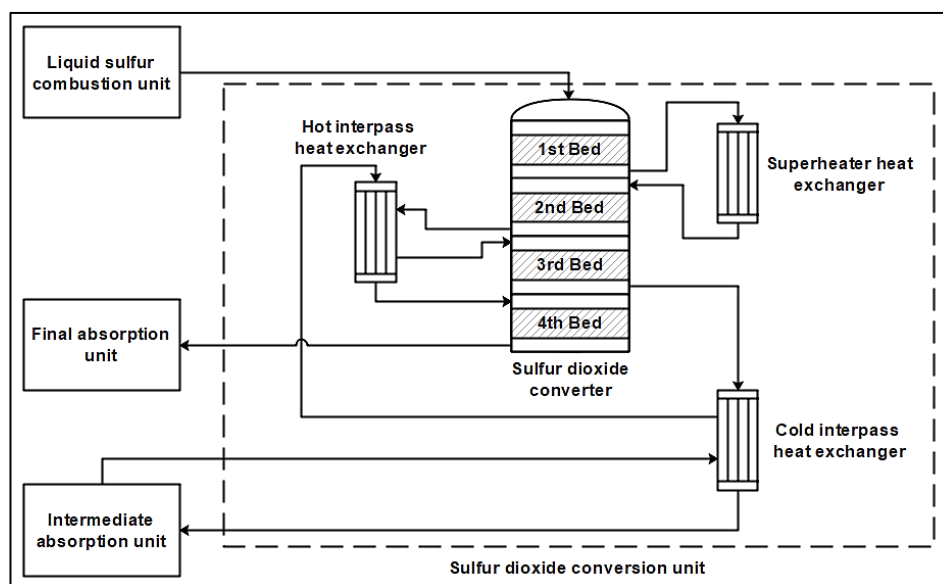 Liquid sulfur
combustion unit
Hot interpass
heat exchanger
1st Bed
2nd Bed
3rd Bed
4th Bed
Superheater heat
exchanger
Final absorption
unit
Sulfur dioxide
converter
Cold interpass
heat exchanger
Intermediate
absorption unit
Sulfur dioxide conversion unit